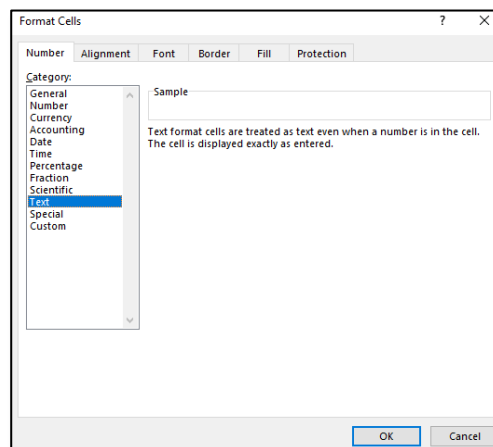 Format Cells
? X
Number Alignment Font Border Fill Protection
Category:
General
Number
Currency
Accounting
Date
Time
Percentage
Fraction
Scientific
Text
Special
Custom
Sample
Text format cells are treated as text even when a number is in the cell.
The cell is displayed exactly as entered.
OK Cancel